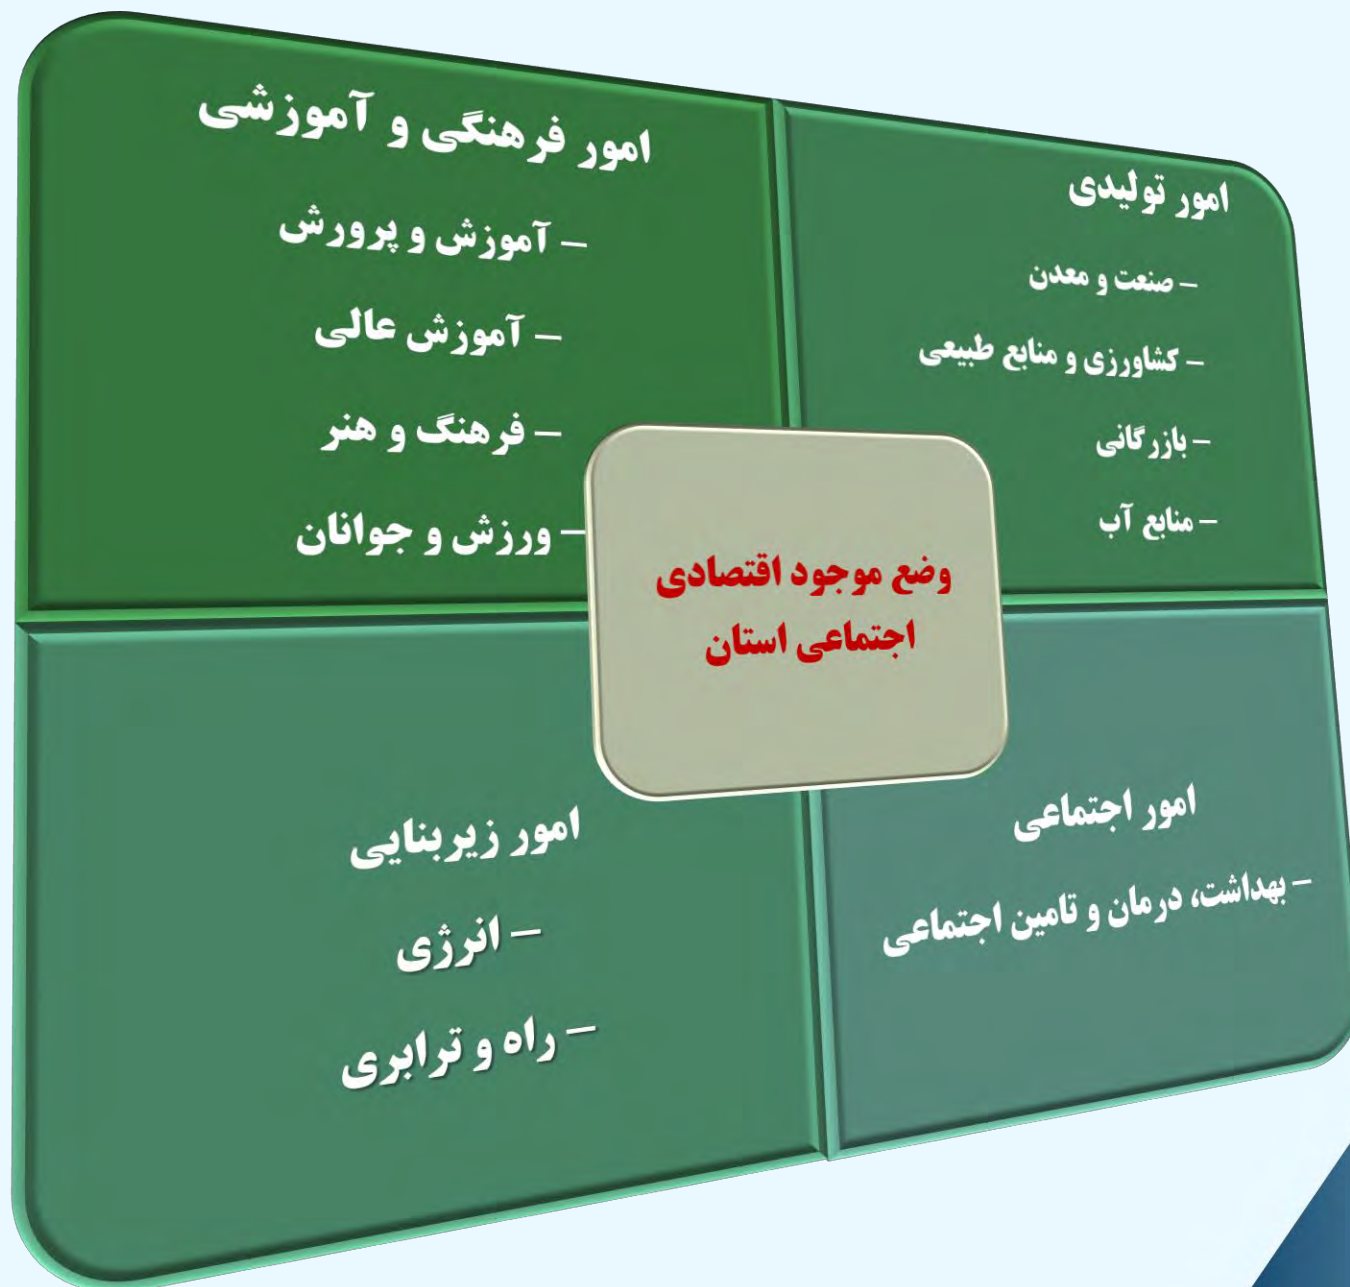 امور تولیدی
- صنعت و معدن
- کشاورزی و منابع طبیعی
- بازرگانی
- منابع آب
امور فرهنگی و آموزشی
- آموزش و پرورش
- آموزش عالی
- فرهنگ و هنر
- ورزش و جوانان
وضع موجود اقتصادی
اجتماعی استان
امور اجتماعی
- بهداشت، درمان و تامین اجتماعی
امور زیربنایی
- انرژی
- راه و ترابری